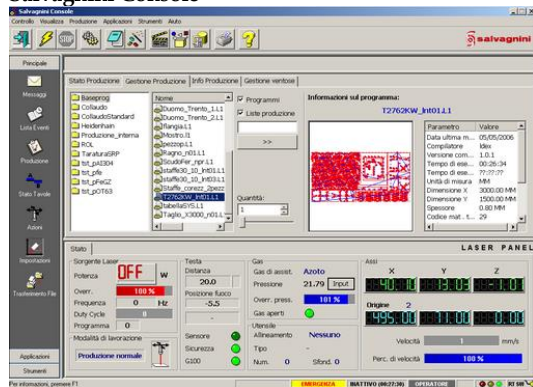 Salvagnini Console
Controllo Visualizza Produzione Applicazioni Strumenti Aiuto
salvagnini
Principale
Messaggi
Lista Eventi
Produzione
Stato Tavole
Azioni
Impostazioni
Trasferimento File
Applicazioni
Strumenti
Stato Produzione Gestione Produzione Info Produzione Gestione ventose
Baseprog
Collaudo
CollaudoStandard
Heidenhain
Produzione_interna
ROL
TaraturaSRP
tst_pAJ304
tst_pfe
tst_pFeGZ
tst_pOT63
Nome
Duomo_Trento_1.L1
Duomo_Trento_2.L1
flangia.L1
Mostro.l1
pezzop.L1
Ragno_n01.L1
ScudoFer_npr.L1
staffe30_10_Int03.L1
staffe30_10_Int03.L1
Staffe_corezz_2pezz
T2762KW_Int01.L1
tabellaSYS.L1
Taglio_X3000_n01.L
Programmi
Liste produzione
>>
Quantità:
1
Informazioni sul programma:
T2762KW_Int01.L1
Parametro Valore
Data ultima m... 05/05/2006
Compilatore Idex
Versione com... 1.0.1
Tempo di ese... 00:26:34
Tempo di ese... ??:??:??
Unità di misura MM
Dimensione X 3000.00 MM
Dimensione Y 1500.00 MM
Spessore 0.80 MM
Codice mat. t... 29
Stato
LASER PANEL
Sorgente Laser
Potenza OFF W
Overr. 100 %
Frequenza 0 Hz
Duty Cycle 0
Programma 0
Modalità di lavorazione
Produzione normale
Testa
Distanza
20.0
Posizione fuoco
-5.5
-
Sensore
Sicurezza
G100
Gas
Gas di assist. Azoto
Pressione 21.79 Input
Overr. press. 101 %
Gas aperti
Utensile
Allineamento Nessuno
Tipo -
Num. 0 Sfond. 0
Assi
X Y Z
Origine 2
Velocità 1 mm/s
Perc. di velocità 100 %
Per informazioni, premere F1
EMERGENZA INATTIVO (00:27:30) OPERATORE